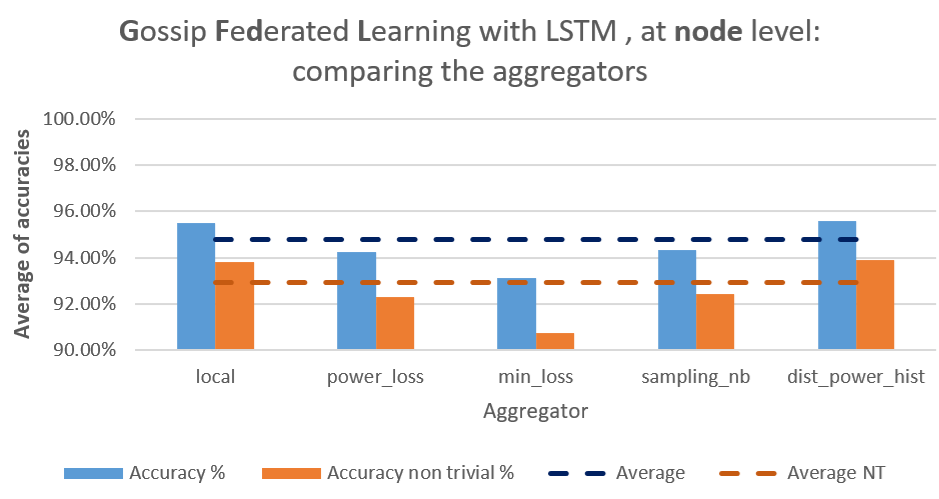 Gossip Federated Learning with LSTM , at node level:
comparing the aggregators
Average of accuracies
100.00%
98.00%
96.00%
94.00%
92.00%
90.00%
local power_loss min_loss sampling_nb dist_power_hist
Aggregator
Accuracy % Accuracy non trivial % Average Average NT